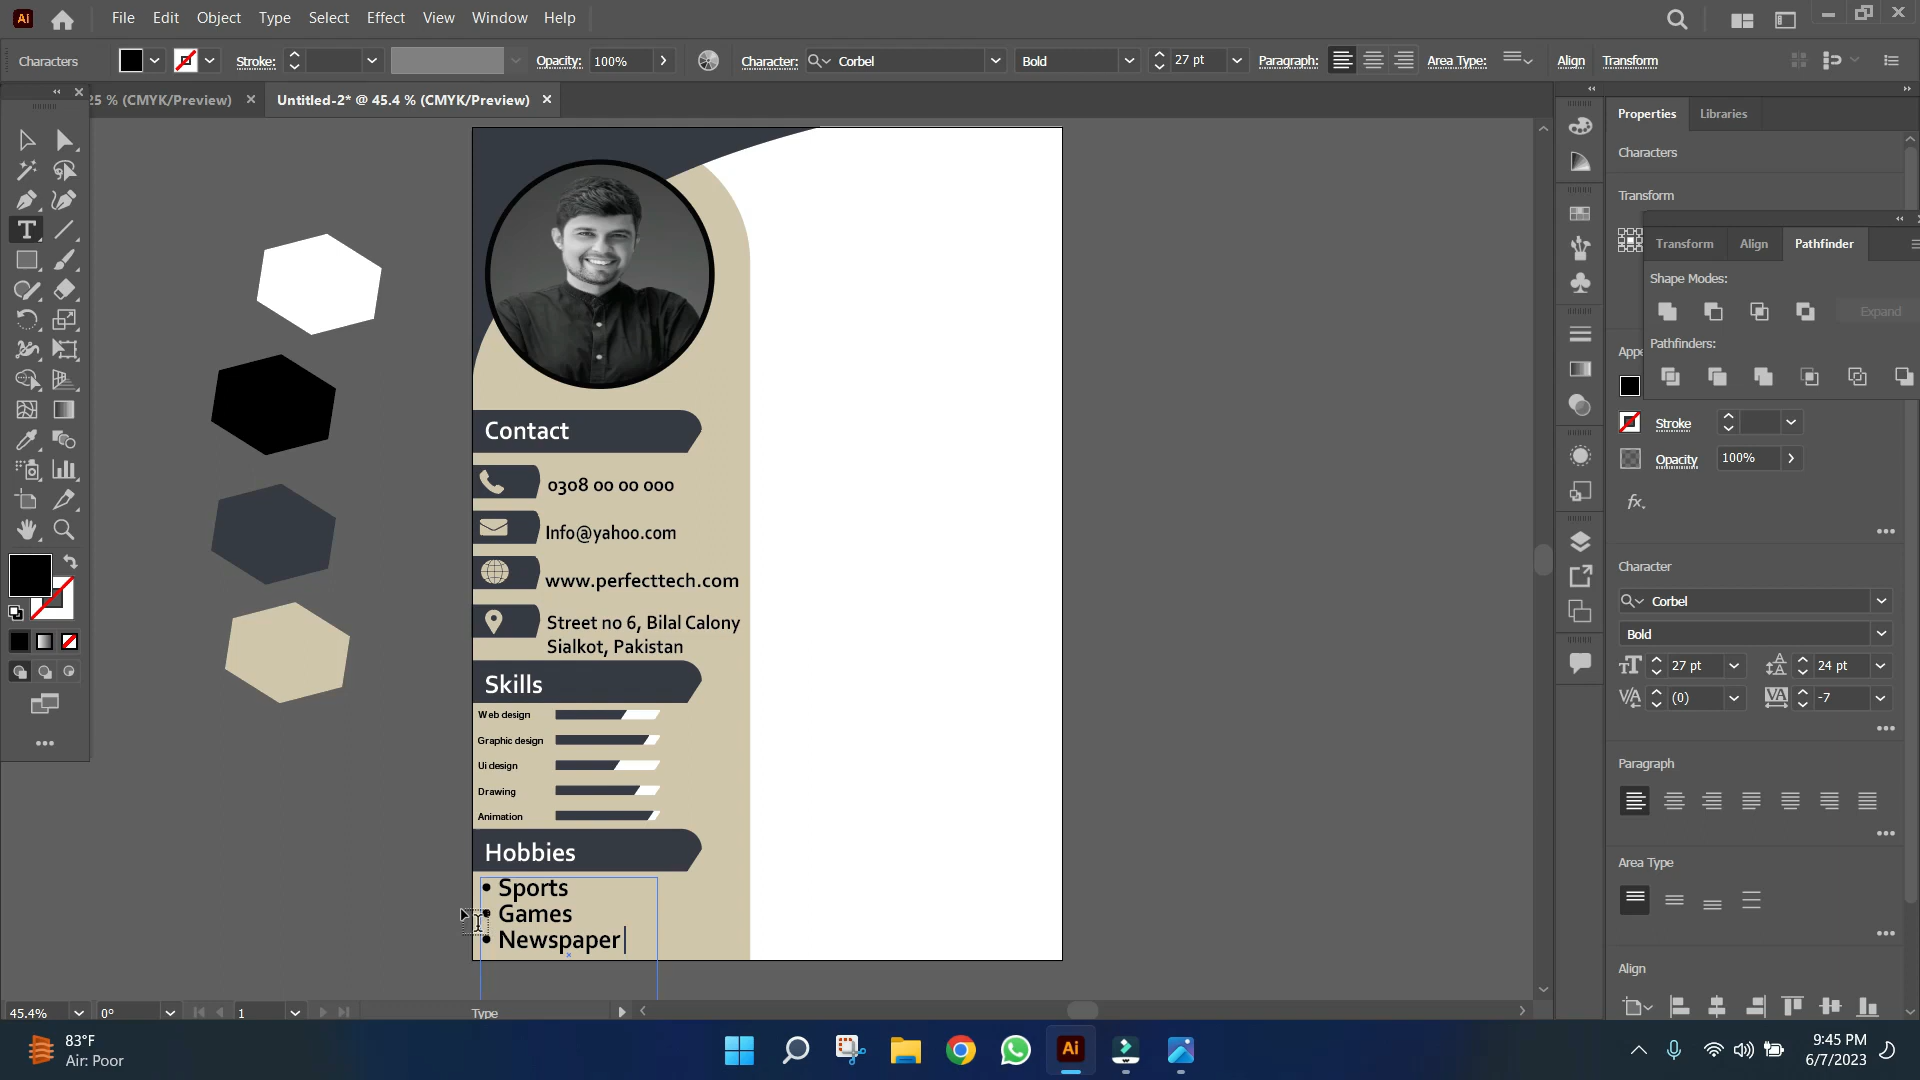 Ai File Edit Object Type Select Effect View Window Help
Characters Stroke: Opacity: 100% Character: Corbel Bold 27 pt Paragraph: Area Type: Align Transform
25 % (CMYK/Preview) × Untitled-2* @ 45.4 % (CMYK/Preview) ×
Properties Libraries
Characters
Transform
Transform Align Pathfinder
Shape Modes:
Expand
Pathfinders:
Appe
Stroke
Opacity 100%
fx
Character
Corbel
Bold
27 pt 24 pt
(0) -7
Paragraph
Area Type
Align
Contact
0308 00 00 000
Info@yahoo.com
www.perfecttech.com
Street no 6, Bilal Calony
Sialkot, Pakistan
Skills
Web design
Graphic design
Ui design
Drawing
Animation
Hobbies
• Sports
• Games
• Newspaper
45.4% 0° 1 Type
83°F
Air: Poor
Ai
9:45 PM
6/7/2023